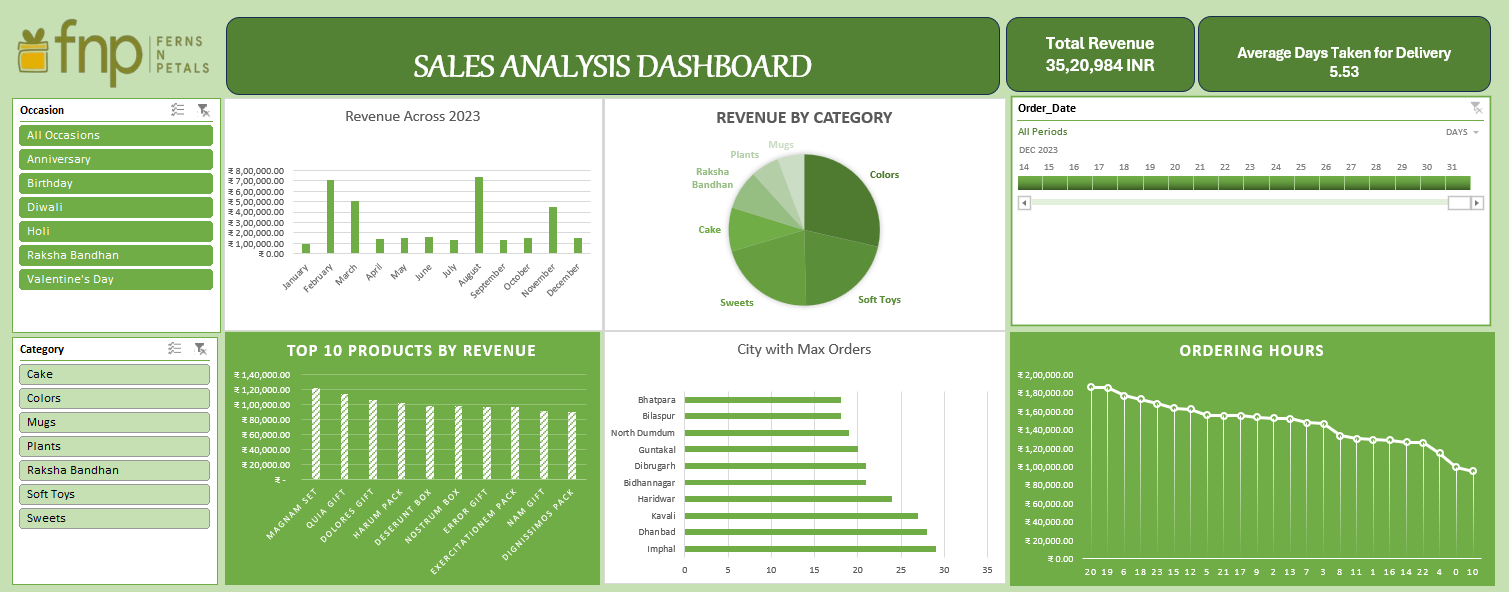 fnp
FERNS
N
PETALS
SALES ANALYSIS DASHBOARD
Total Revenue
35,20,984 INR
Average Days Taken for Delivery
5.53
Occasion
All Occasions
Anniversary
Birthday
Diwali
Holi
Raksha Bandhan
Valentine's Day
Revenue Across 2023
₹ 8,00,000.00
₹ 7,00,000.00
₹ 6,00,000.00
₹ 5,00,000.00
₹ 4,00,000.00
₹ 3,00,000.00
₹ 2,00,000.00
₹ 1,00,000.00
₹ 0.00
January
February
March
April
May
June
July
August
September
October
November
December
REVENUE BY CATEGORY
Mugs
Plants
Raksha
Bandhan
Cake
Sweets
Colors
Soft Toys
Order_Date
All Periods
DAYS
DEC 2023
14 15 16 17 18 19 20 21 22 23 24 25 26 27 28 29 30 31
Category
Cake
Colors
Mugs
Plants
Raksha Bandhan
Soft Toys
Sweets
TOP 10 PRODUCTS BY REVENUE
₹ 1,40,000.00
₹ 1,20,000.00
₹ 1,00,000.00
₹ 80,000.00
₹ 60,000.00
₹ 40,000.00
₹ 20,000.00
₹ -
MAGNAM SET
QUIA GIFT
DOLORES GIFT
HARUM PACK
DESERUNT BOX
NOSTRUM BOX
ERROR GIFT
EXERCITATIONEM PACK
NAM GIFT
DIGNISSIMOS PACK
City with Max Orders
Bhatpara
Bilaspur
North Dumdum
Guntakal
Dibrugarh
Bidhannagar
Haridwar
Kavali
Dhanbad
Imphal
0 5 10 15 20 25 30 35
ORDERING HOURS
₹ 2,00,000.00
₹ 1,80,000.00
₹ 1,60,000.00
₹ 1,40,000.00
₹ 1,20,000.00
₹ 1,00,000.00
₹ 80,000.00
₹ 60,000.00
₹ 40,000.00
₹ 20,000.00
₹ 0.00
20 19 6 18 23 15 12 5 21 17 9 2 13 7 3 8 11 1 16 14 22 4 0 10